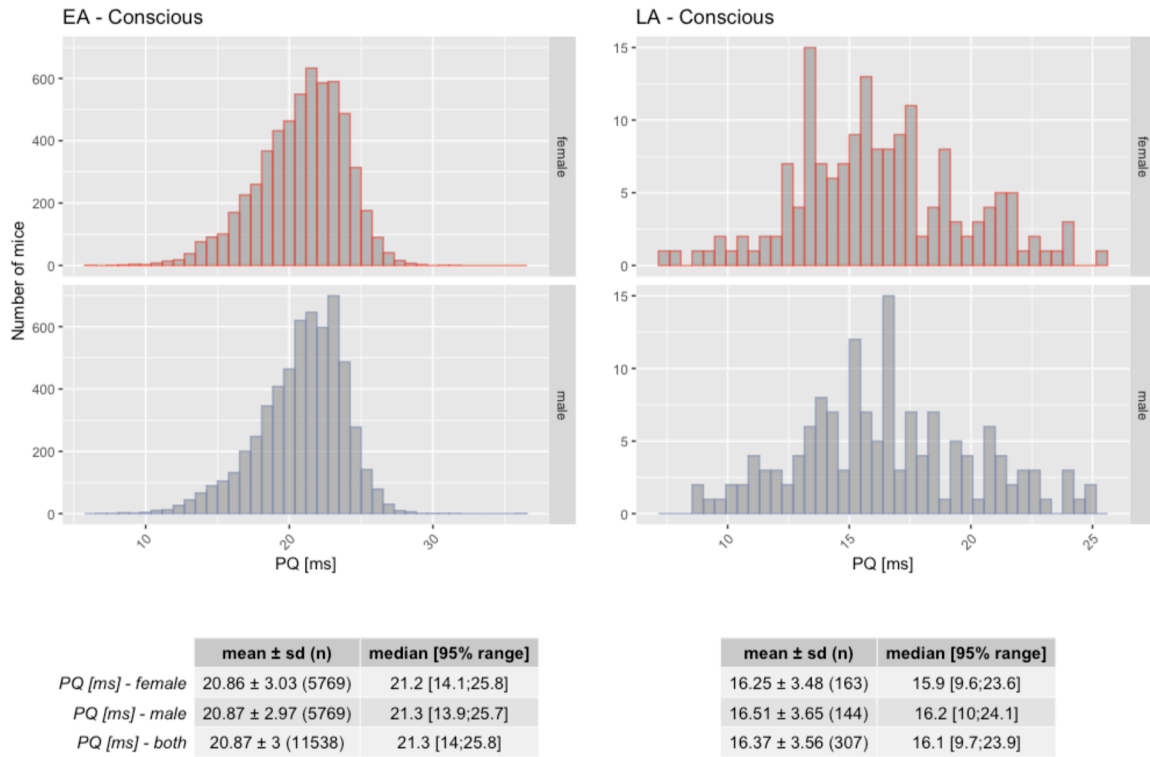 EA - Conscious
LA - Conscious
Number of mice
600
400
200
0
female
600
400
200
0
male
10
20
30
PQ [ms]
15
10
5
0
female
15
10
5
0
male
10
15
20
25
PQ [ms]
mean ± sd (n) median [95% range]
PQ [ms] - female 20.86 ± 3.03 (5769) 21.2 [14.1;25.8]
PQ [ms] - male 20.87 ± 2.97 (5769) 21.3 [13.9;25.7]
PQ [ms] - both 20.87 ± 3 (11538) 21.3 [14;25.8]
mean ± sd (n) median [95% range]
16.25 ± 3.48 (163) 15.9 [9.6;23.6]
16.51 ± 3.65 (144) 16.2 [10;24.1]
16.37 ± 3.56 (307) 16.1 [9.7;23.9]